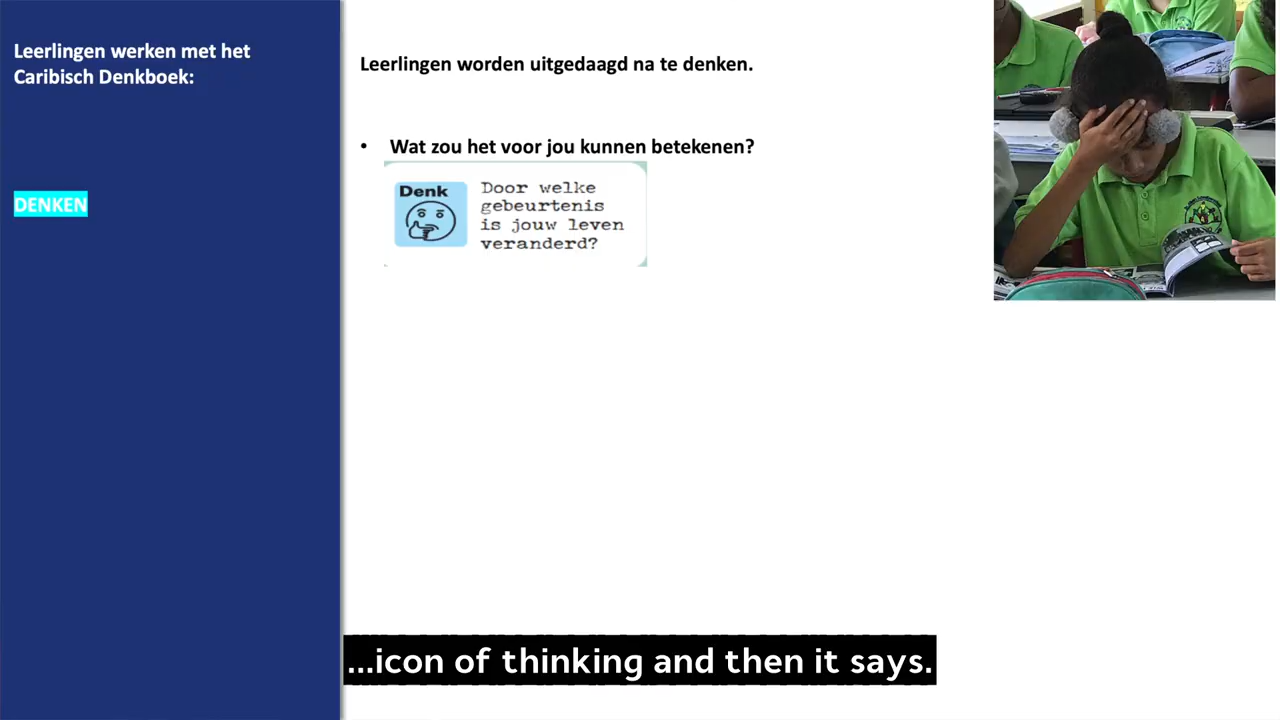 Leerlingen werken met het
Caribisch Denkboek:
DENKEN
Leerlingen worden uitgedaagd na te denken.
• Wat zou het voor jou kunnen betekenen?
Denk
Door welke
gebeurtenis
is jouw leven
veranderd?
...icon of thinking and then it says.